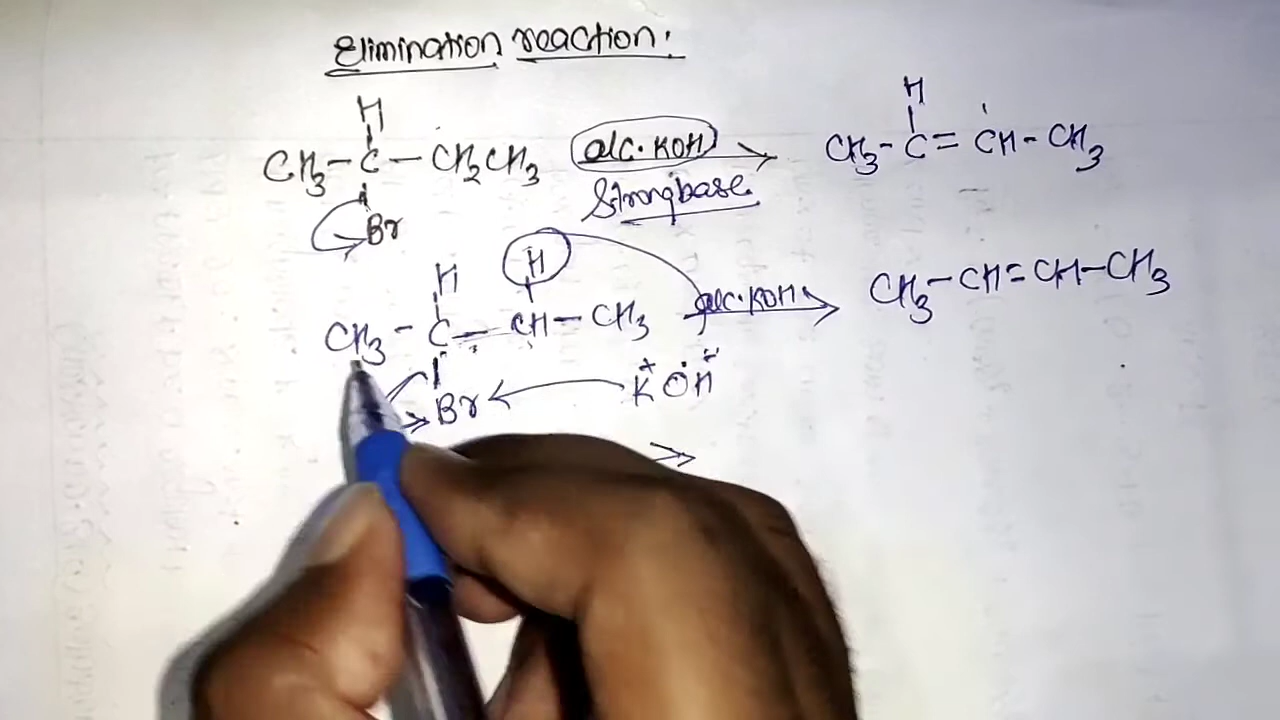 Elimination reaction:
H
CH3-C-CH2CH3 alc.KOH CH3-C=CH-CH3
H
Strong base
Br
H H
CH3-C-CH-CH3 alc.KOH CH3-CH=CH-CH3
Br K+ OH-